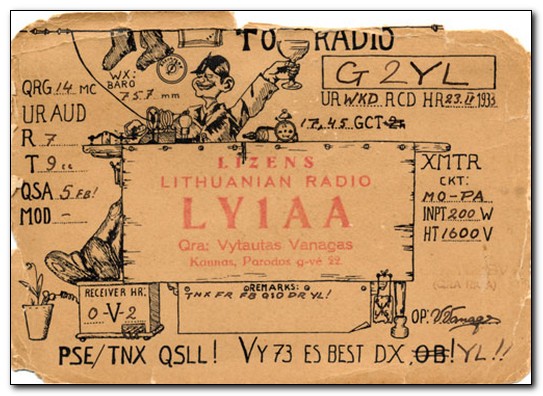 TO RADIO
G2YL
UR WKD RCD HR 23. II 1933
17,45 GCT
WX:
BARO
757 mm
QRG 14 MC
UR AUD
R 7
T 9cc
QSA 5 FB!
MOD -
LIZENS
LITHUANIAN RADIO
LY1AA
Qra: Vytautas Vanagas
Kaunas, Parodos g-vė 22.
XMTR
CKT:
MO-PA
INPT 200 W
HT 1600 V
RECEIVER HR:
0-V-2
REMARKS:
TNX FR FB QSO DR YL!
OP: V. Vanagas
PSE/TNX QSLL! VY 73 ES BEST DX, OB! YL!!